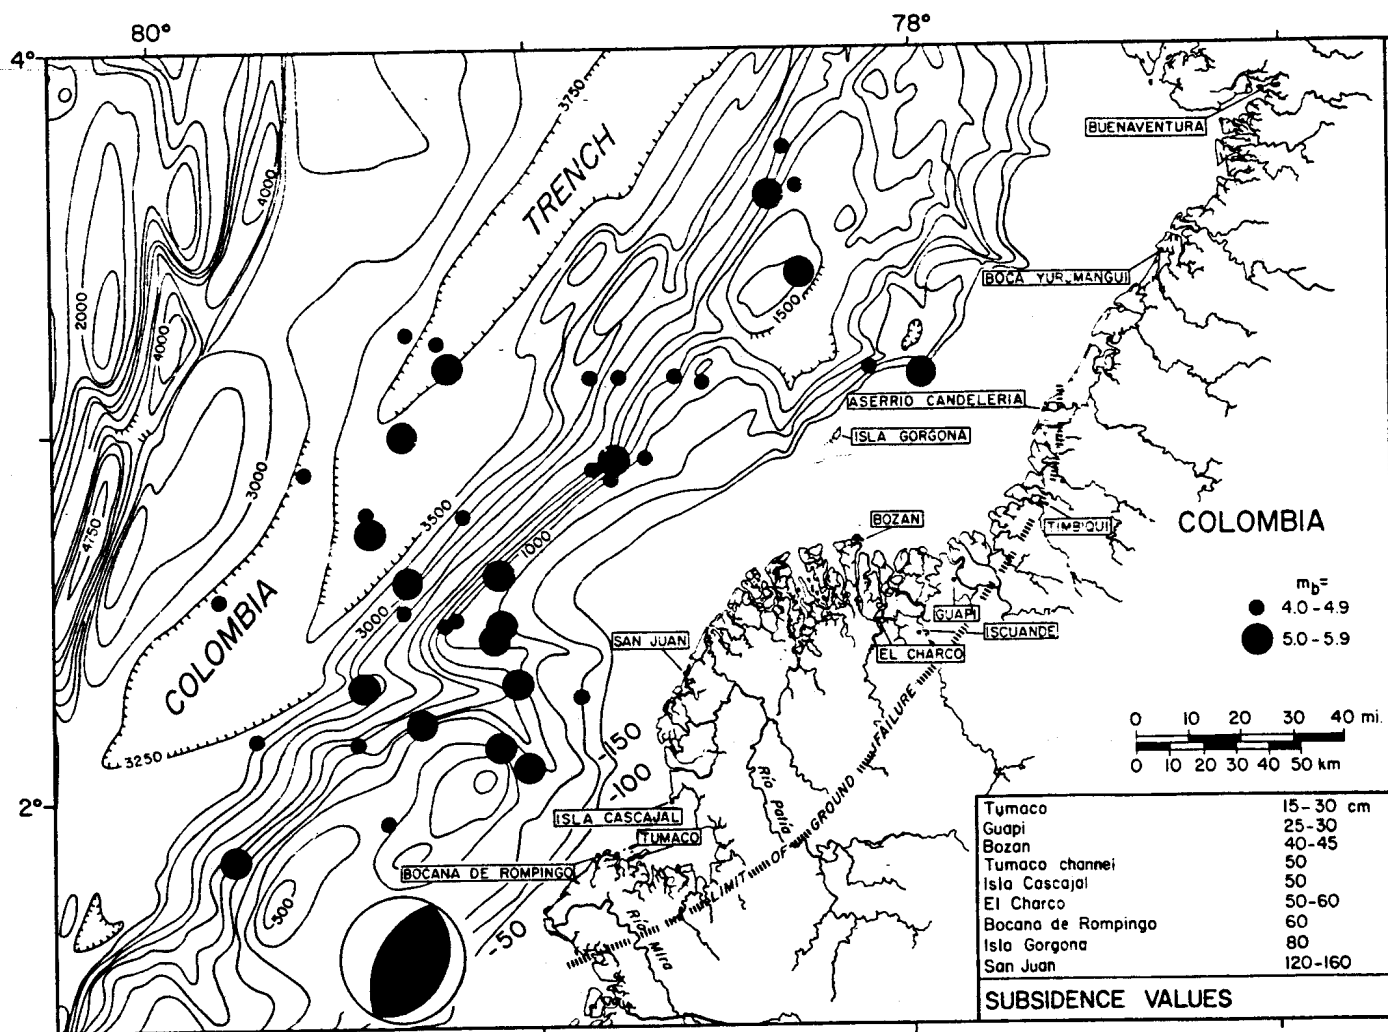 80°
78°
4°
3750
TRENCH
BUENAVENTURA
4000
2000
4000
BOCA YURUMANGUI
1500
ASERRIO CANDELERIA
ISLA GORGONA
3000
3500
4750
1000
BOZAN
TIMBIQUI
COLOMBIA
mb=
4.0-4.9
5.0-5.9
COLOMBIA
3000
GUAPI
ISCUANDE
SAN JUAN
EL CHARCO
3250
-150
-100
0 10 20 30 40 mi.
0 10 20 30 40 50 km
2°
ISLA CASCAJAL
TUMACO
BOCANA DE ROMPINGO
Río Patía
LIMIT OF GROUND FAILURE
500
-50
Río Mira
Tumaco 15-30 cm
Guapi 25-30
Bozan 40-45
Tumaco channel 50
Isla Cascajal 50
El Charco 50-60
Bocana de Rompingo 60
Isla Gorgona 80
San Juan 120-160
SUBSIDENCE VALUES